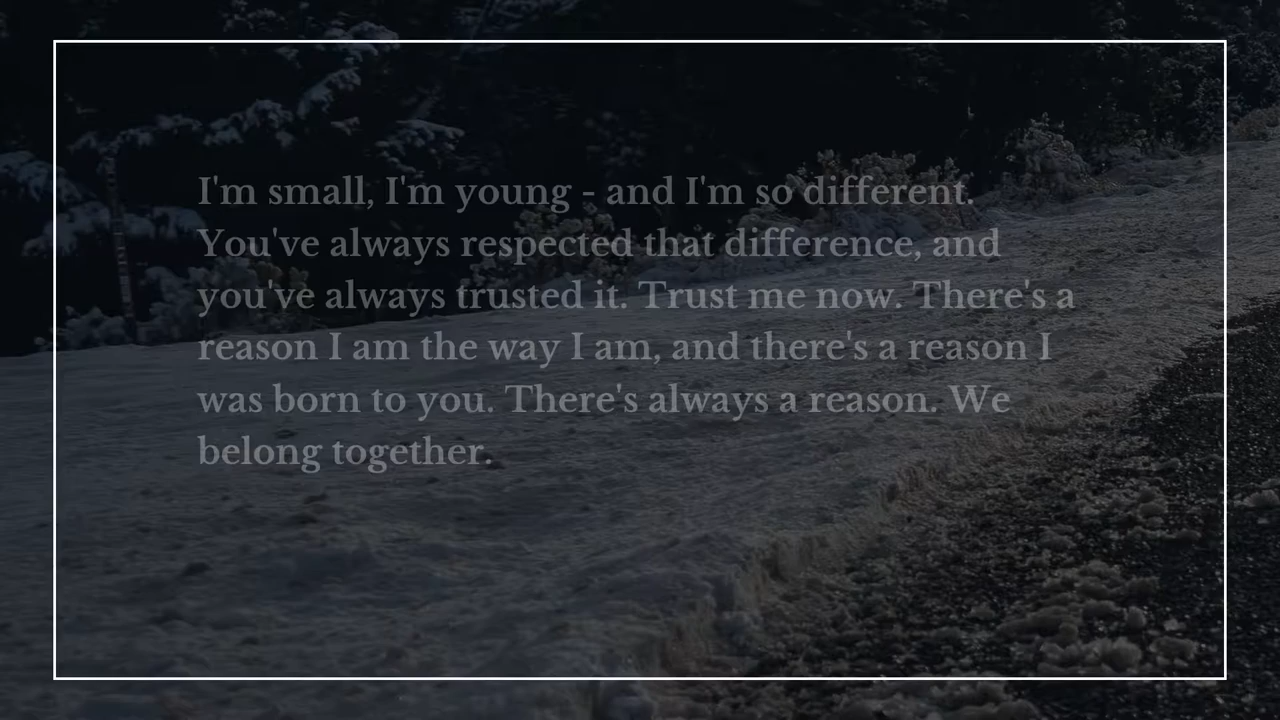 I'm small, I'm young - and I'm so different.
You've always respected that difference, and
you've always trusted it. Trust me now. There's a
reason I am the way I am, and there's a reason I
was born to you. There's always a reason. We
belong together.